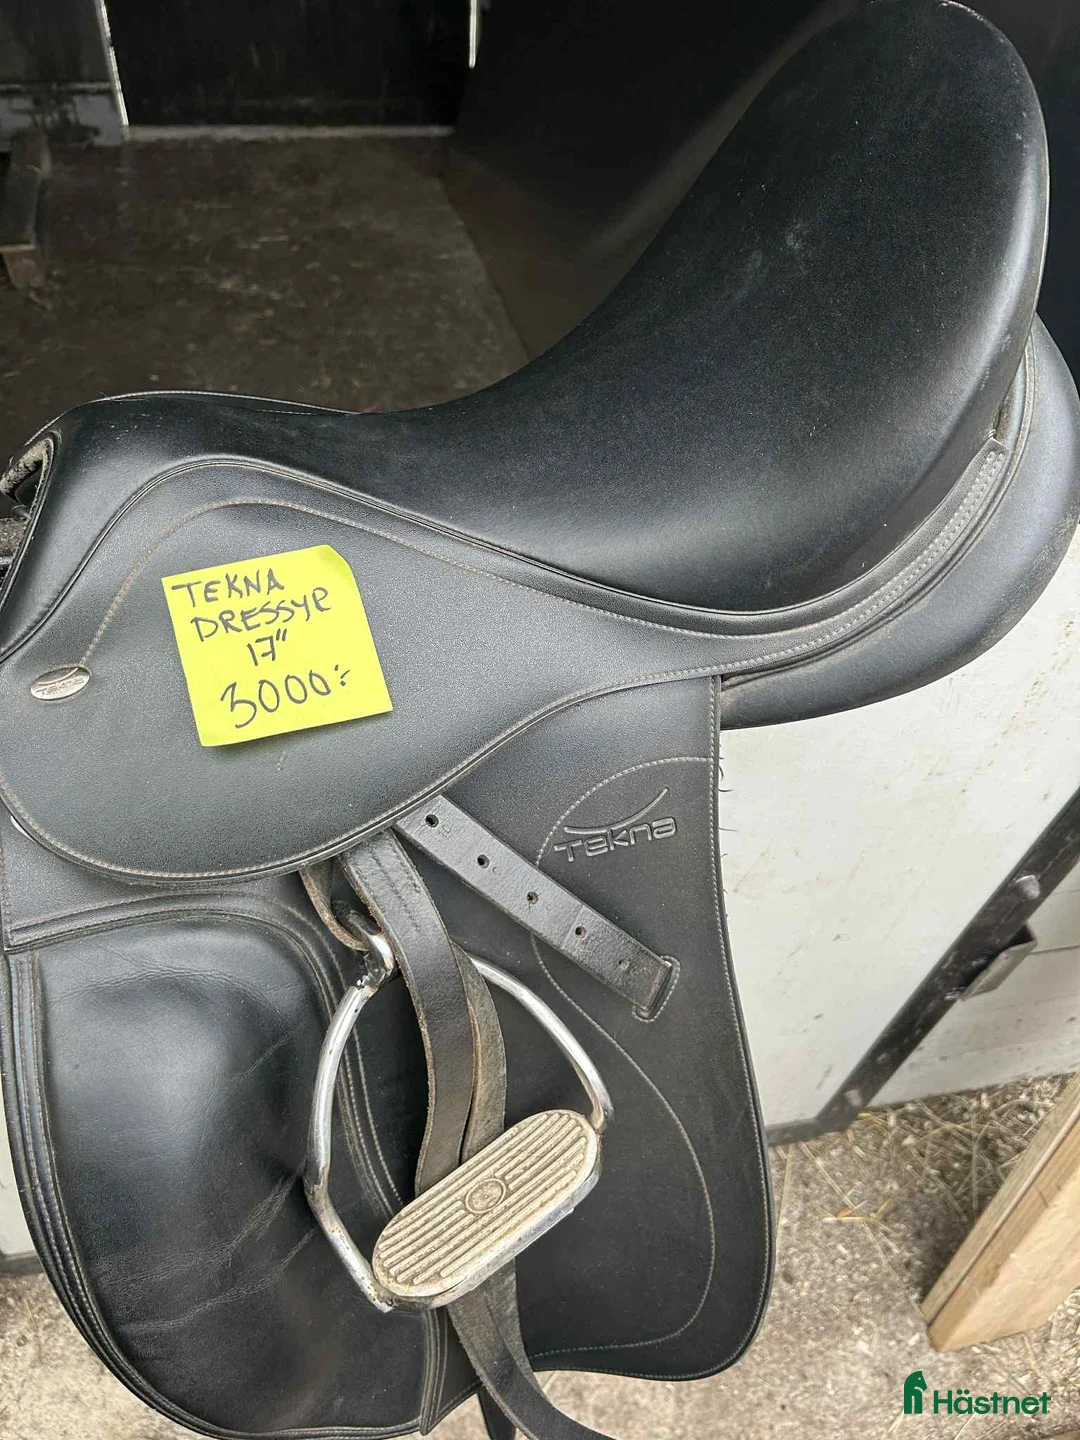 TEKNA
DRESSYR
17"
3000:-
TEKNA
TEKNA
Hästnet